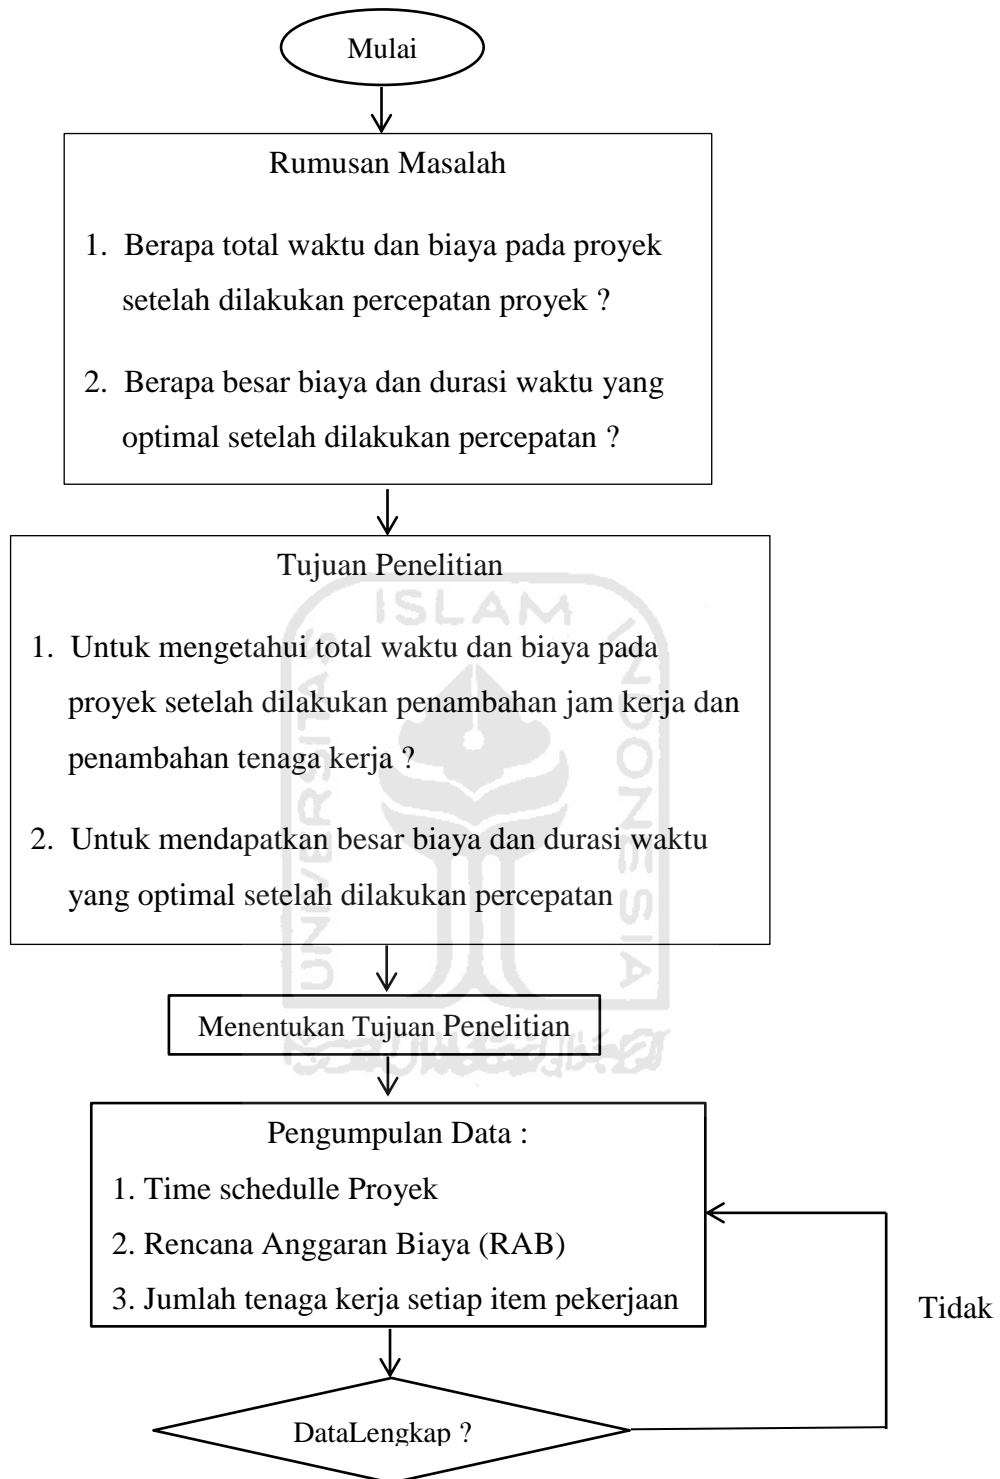 Mulai
Rumusan Masalah
1. Berapa total waktu dan biaya pada proyek
setelah dilakukan percepatan proyek ?
2. Berapa besar biaya dan durasi waktu yang
optimal setelah dilakukan percepatan ?
Tujuan Penelitian
ISLAM
UNIVERSITAS
INDONESIA
1. Untuk mengetahui total waktu dan biaya pada
proyek setelah dilakukan penambahan jam kerja dan
penambahan tenaga kerja ?
2. Untuk mendapatkan besar biaya dan durasi waktu
yang optimal setelah dilakukan percepatan
Menentukan Tujuan Penelitian
Pengumpulan Data :
1. Time schedulle Proyek
2. Rencana Anggaran Biaya (RAB)
3. Jumlah tenaga kerja setiap item pekerjaan
Tidak
DataLengkap ?